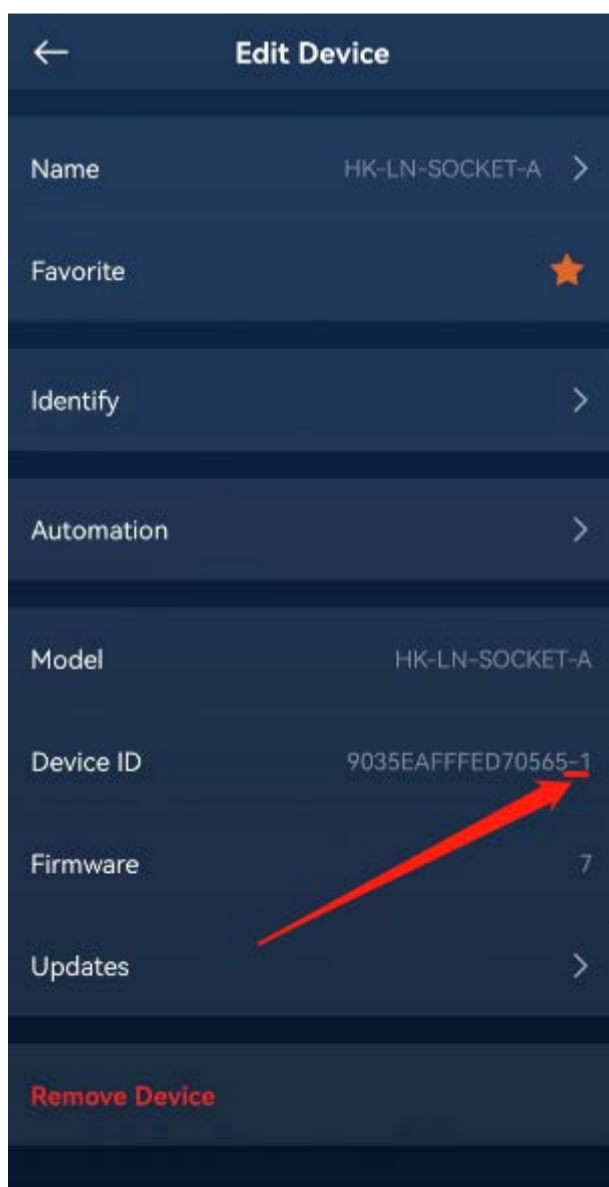 Edit Device
Name HK-LN-SOCKET-A
Favorite
Identify
Automation
Model HK-LN-SOCKET-A
Device ID 9035EAFFFED70565-1
Firmware 7
Updates
Remove Device